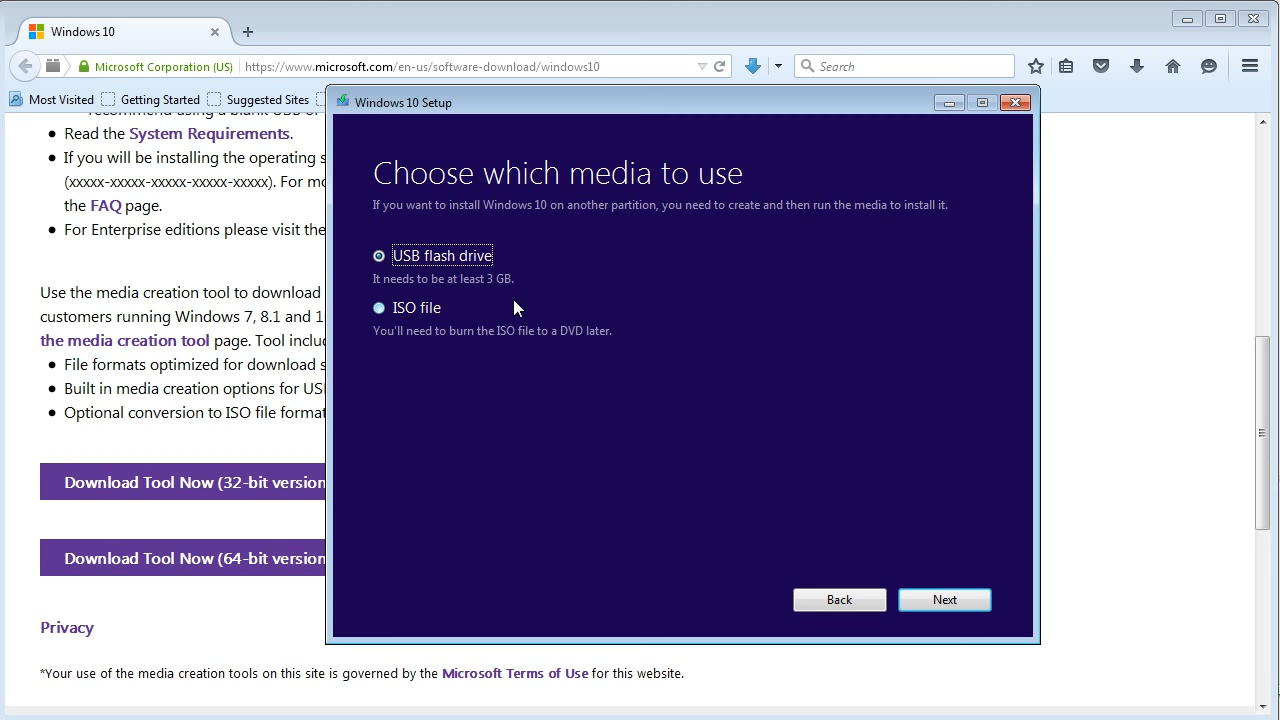 Windows 10
Microsoft Corporation (US) https://www.microsoft.com/en-us/software-download/windows10 Search
Most Visited Getting Started Suggested Sites
Windows 10 Setup
Read the System Requirements.
If you will be installing the operating s
(xxxxx-xxxxx-xxxxx-xxxxx-xxxxx). For mo
the FAQ page.
For Enterprise editions please visit the
Use the media creation tool to download
customers running Windows 7, 8.1 and 1
the media creation tool page. Tool inclu
File formats optimized for download s
Built in media creation options for USI
Optional conversion to ISO file format
Download Tool Now (32-bit version
Download Tool Now (64-bit version
Privacy
*Your use of the media creation tools on this site is governed by the Microsoft Terms of Use for this website.
Choose which media to use
If you want to install Windows 10 on another partition, you need to create and then run the media to install it.
USB flash drive
It needs to be at least 3 GB.
ISO file
You'll need to burn the ISO file to a DVD later.
Back Next